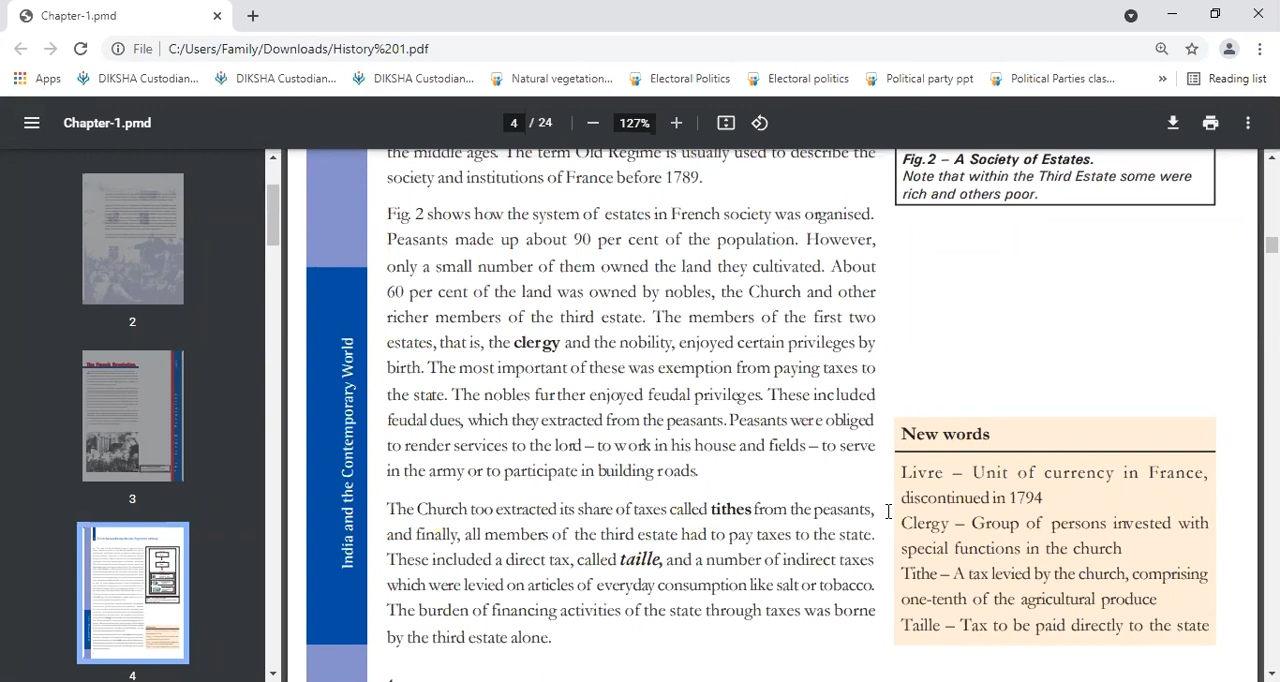 Chapter-1.pmd
File
C:/Users/Family/Downloads/History%201.pdf
Apps
DIKSHA Custodian...
DIKSHA Custodian...
DIKSHA Custodian...
Natural vegetation...
Electoral Politics
Electoral politics
Political party ppt
Political Parties clas...
»
Reading list
Chapter-1.pmd
4 / 24
127%
2
3
4
India and the Contemporary World
the middle ages. The term Old Regime is usually used to describe the
society and institutions of France before 1789.
Fig. 2 shows how the system of estates in French society was organised.
Peasants made up about 90 per cent of the population. However,
only a small number of them owned the land they cultivated. About
60 per cent of the land was owned by nobles, the Church and other
richer members of the third estate. The members of the first two
estates, that is, the clergy and the nobility, enjoyed certain privileges by
birth. The most important of these was exemption from paying taxes to
the state. The nobles further enjoyed feudal privileges. These included
feudal dues, which they extracted from the peasants. Peasants were obliged
to render services to the lord – to work in his house and fields – to serve
in the army or to participate in building roads.
The Church too extracted its share of taxes called tithes from the peasants,
and finally, all members of the third estate had to pay taxes to the state.
These included a direct tax, called taille, and a number of indirect taxes
which were levied on articles of everyday consumption like salt or tobacco.
The burden of financing activities of the state through taxes was borne
by the third estate alone.
Fig.2 – A Society of Estates.
Note that within the Third Estate some were
rich and others poor.
New words
Livre – Unit of currency in France,
discontinued in 1794
Clergy – Group of persons invested with
special functions in the church
Tithe – A tax levied by the church, comprising
one-tenth of the agricultural produce
Taille – Tax to be paid directly to the state